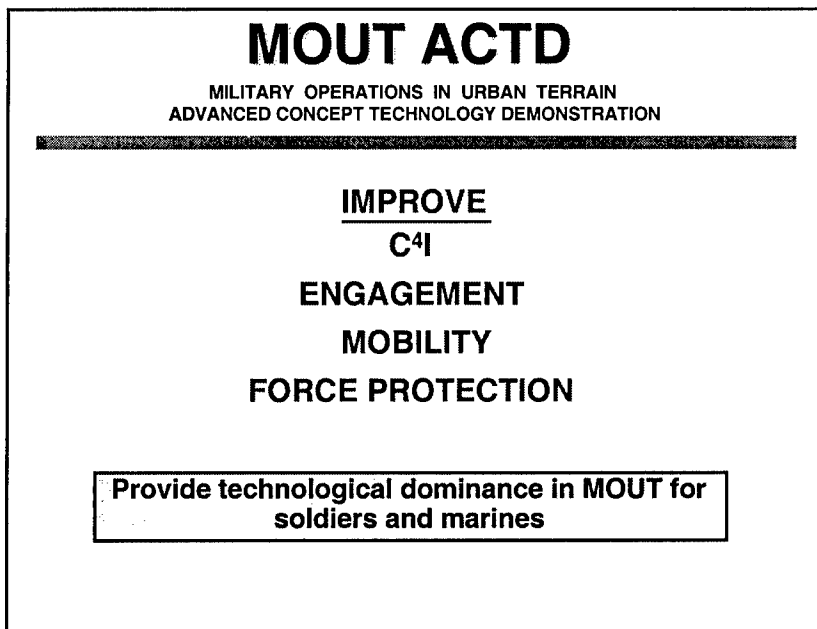 MOUT ACTD
MILITARY OPERATIONS IN URBAN TERRAIN
ADVANCED CONCEPT TECHNOLOGY DEMONSTRATION
IMPROVE
C⁴I
ENGAGEMENT
MOBILITY
FORCE PROTECTION
Provide technological dominance in MOUT for
soldiers and marines